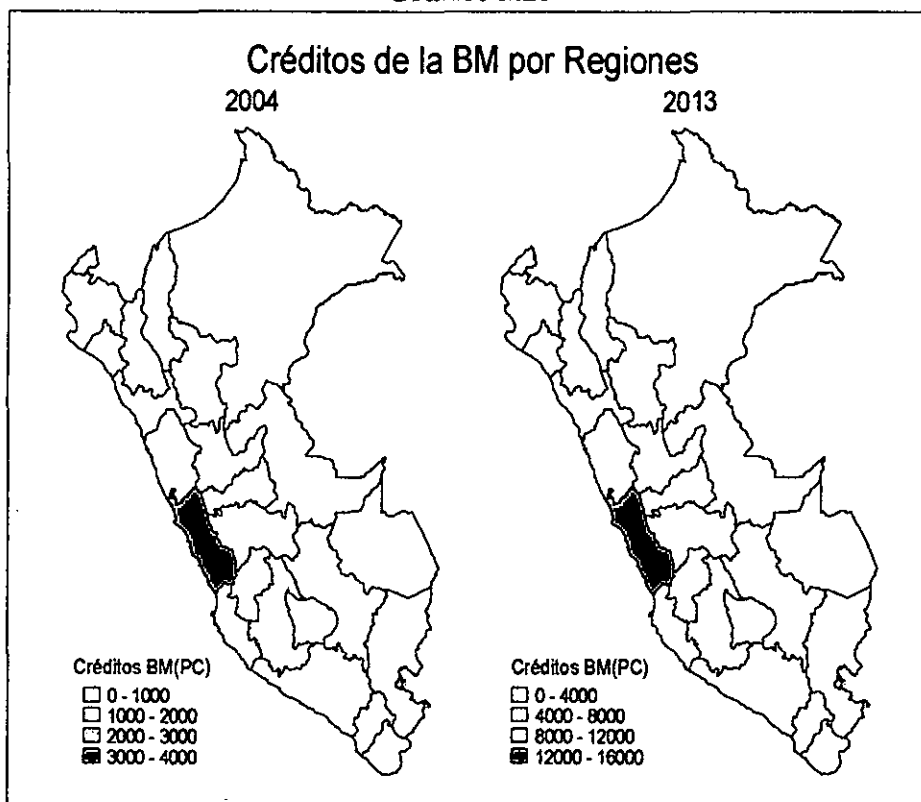 Créditos de la BM por Regiones
2004
2013
Créditos BM(PC)
0 - 1000
1000 - 2000
2000 - 3000
3000 - 4000
Créditos BM(PC)
0 - 4000
4000 - 8000
8000 - 12000
12000 - 16000